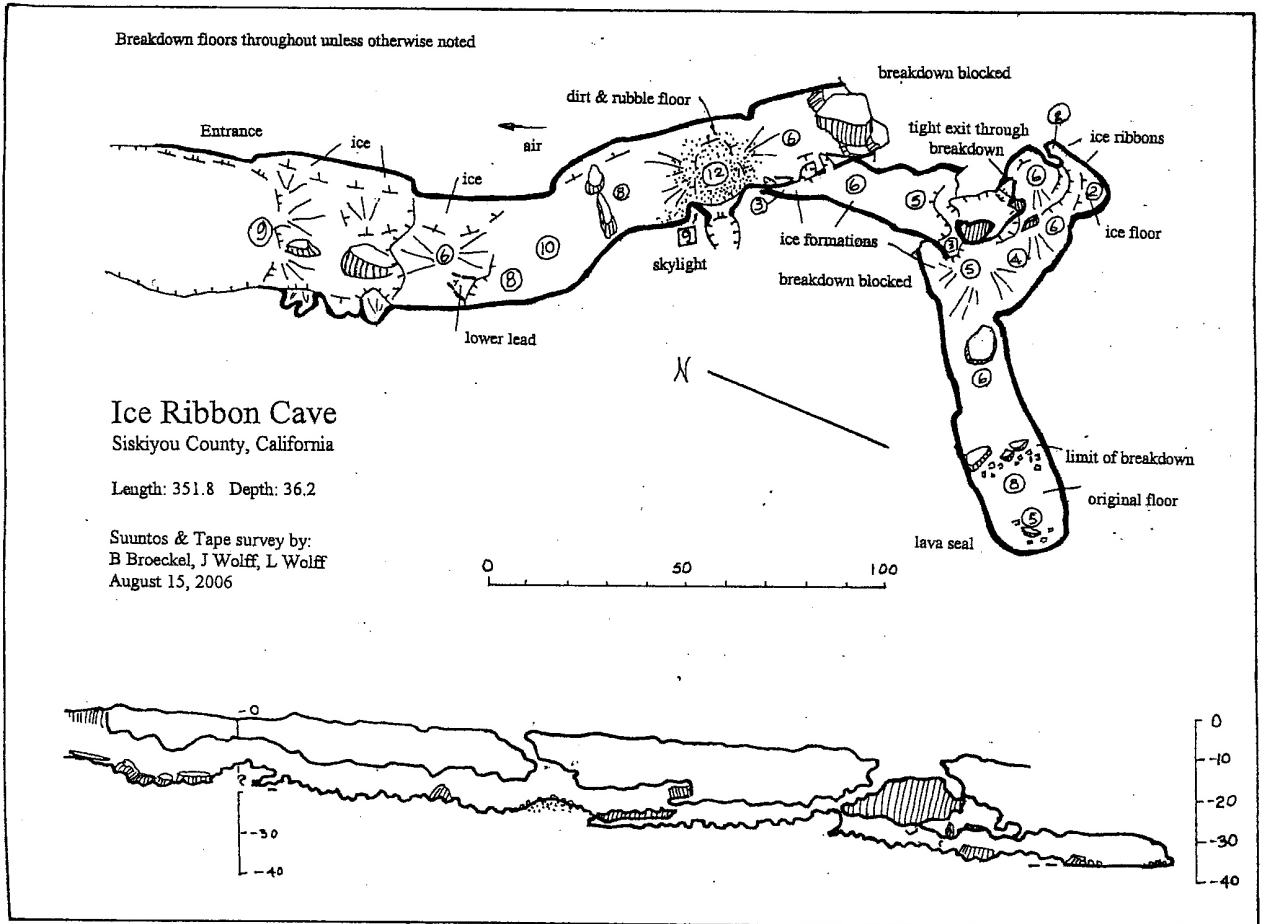 Breakdown floors throughout unless otherwise noted
breakdown blocked
dirt & rubble floor
Entrance
ice
air
ice
tight exit through
breakdown
2
ice ribbons
6
12
8
6
5
6
2
3
6
ice floor
9
6
10
8
9
skylight
ice formations
breakdown blocked
3
5
4
lower lead
N
6
Ice Ribbon Cave
Siskiyou County, California
Length: 351.8 Depth: 36.2
limit of breakdown
8
original floor
5
lava seal
Suuntos & Tape survey by:
B Broeckel, J Wolff, L Wolff
August 15, 2006
0 50 100
-0
?
--30
--40
0
-10
-20
-30
-40